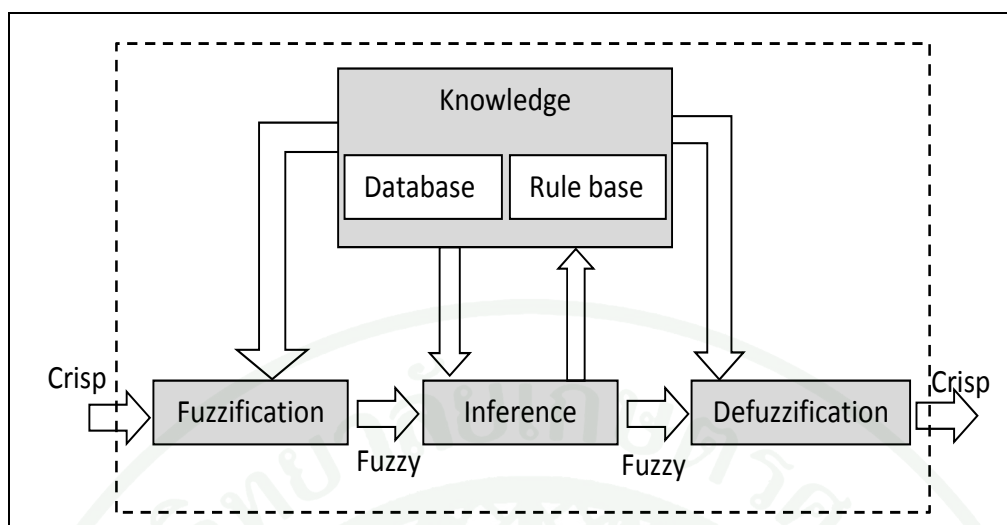 Knowledge
Database
Rule base
Crisp
Fuzzification
Inference
Defuzzification
Crisp
Fuzzy
Fuzzy